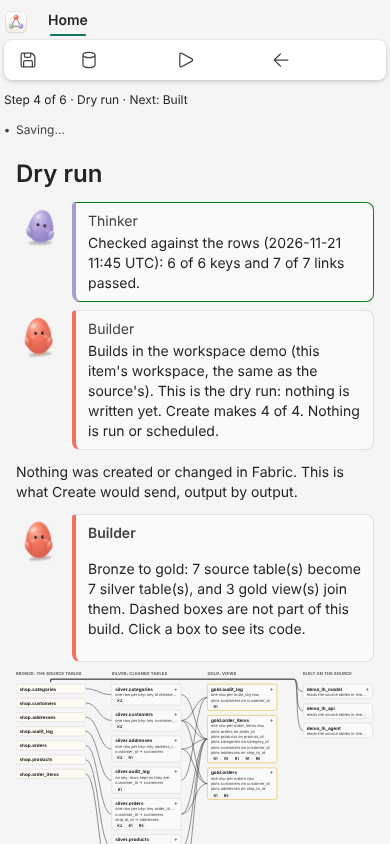 Home
Step 4 of 6 · Dry run · Next: Built
• Saving...
Dry run
Thinker
Checked against the rows (2026-11-21
11:45 UTC): 6 of 6 keys and 7 of 7 links
passed.
Builder
Builds in the workspace demo (this
item's workspace, the same as the
source's). This is the dry run: nothing is
written yet. Create makes 4 of 4. Nothing
is run or scheduled.
Nothing was created or changed in Fabric. This is
what Create would send, output by output.
Builder
Bronze to gold: 7 source table(s) become
7 silver table(s), and 3 gold view(s) join
them. Dashed boxes are not part of this
build. Click a box to see its code.
BRONZE: THE SOURCE TABLES
shop.categories
shop.customers
shop.addresses
shop.audit_log
shop.orders
shop.products
shop.order_items
SILVER: CLEANED TABLES
silver.categories
silver.customers
silver.addresses
silver.audit_log
silver.orders
silver.products
GOLD: VIEWS
gold.audit_log
gold.order_items
gold.orders
BUILT ON THE SOURCE
demo_lh_model
demo_lh_api
demo_lh_agent